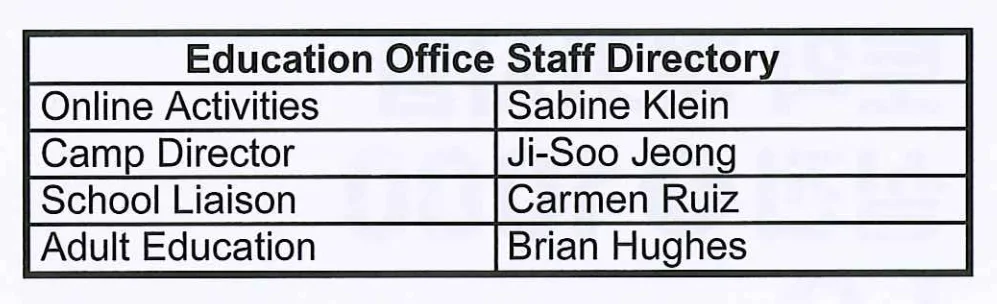 Education Office Staff Directory
Online Activities Sabine Klein
Camp Director Ji-Soo Jeong
School Liaison Carmen Ruiz
Adult Education Brian Hughes